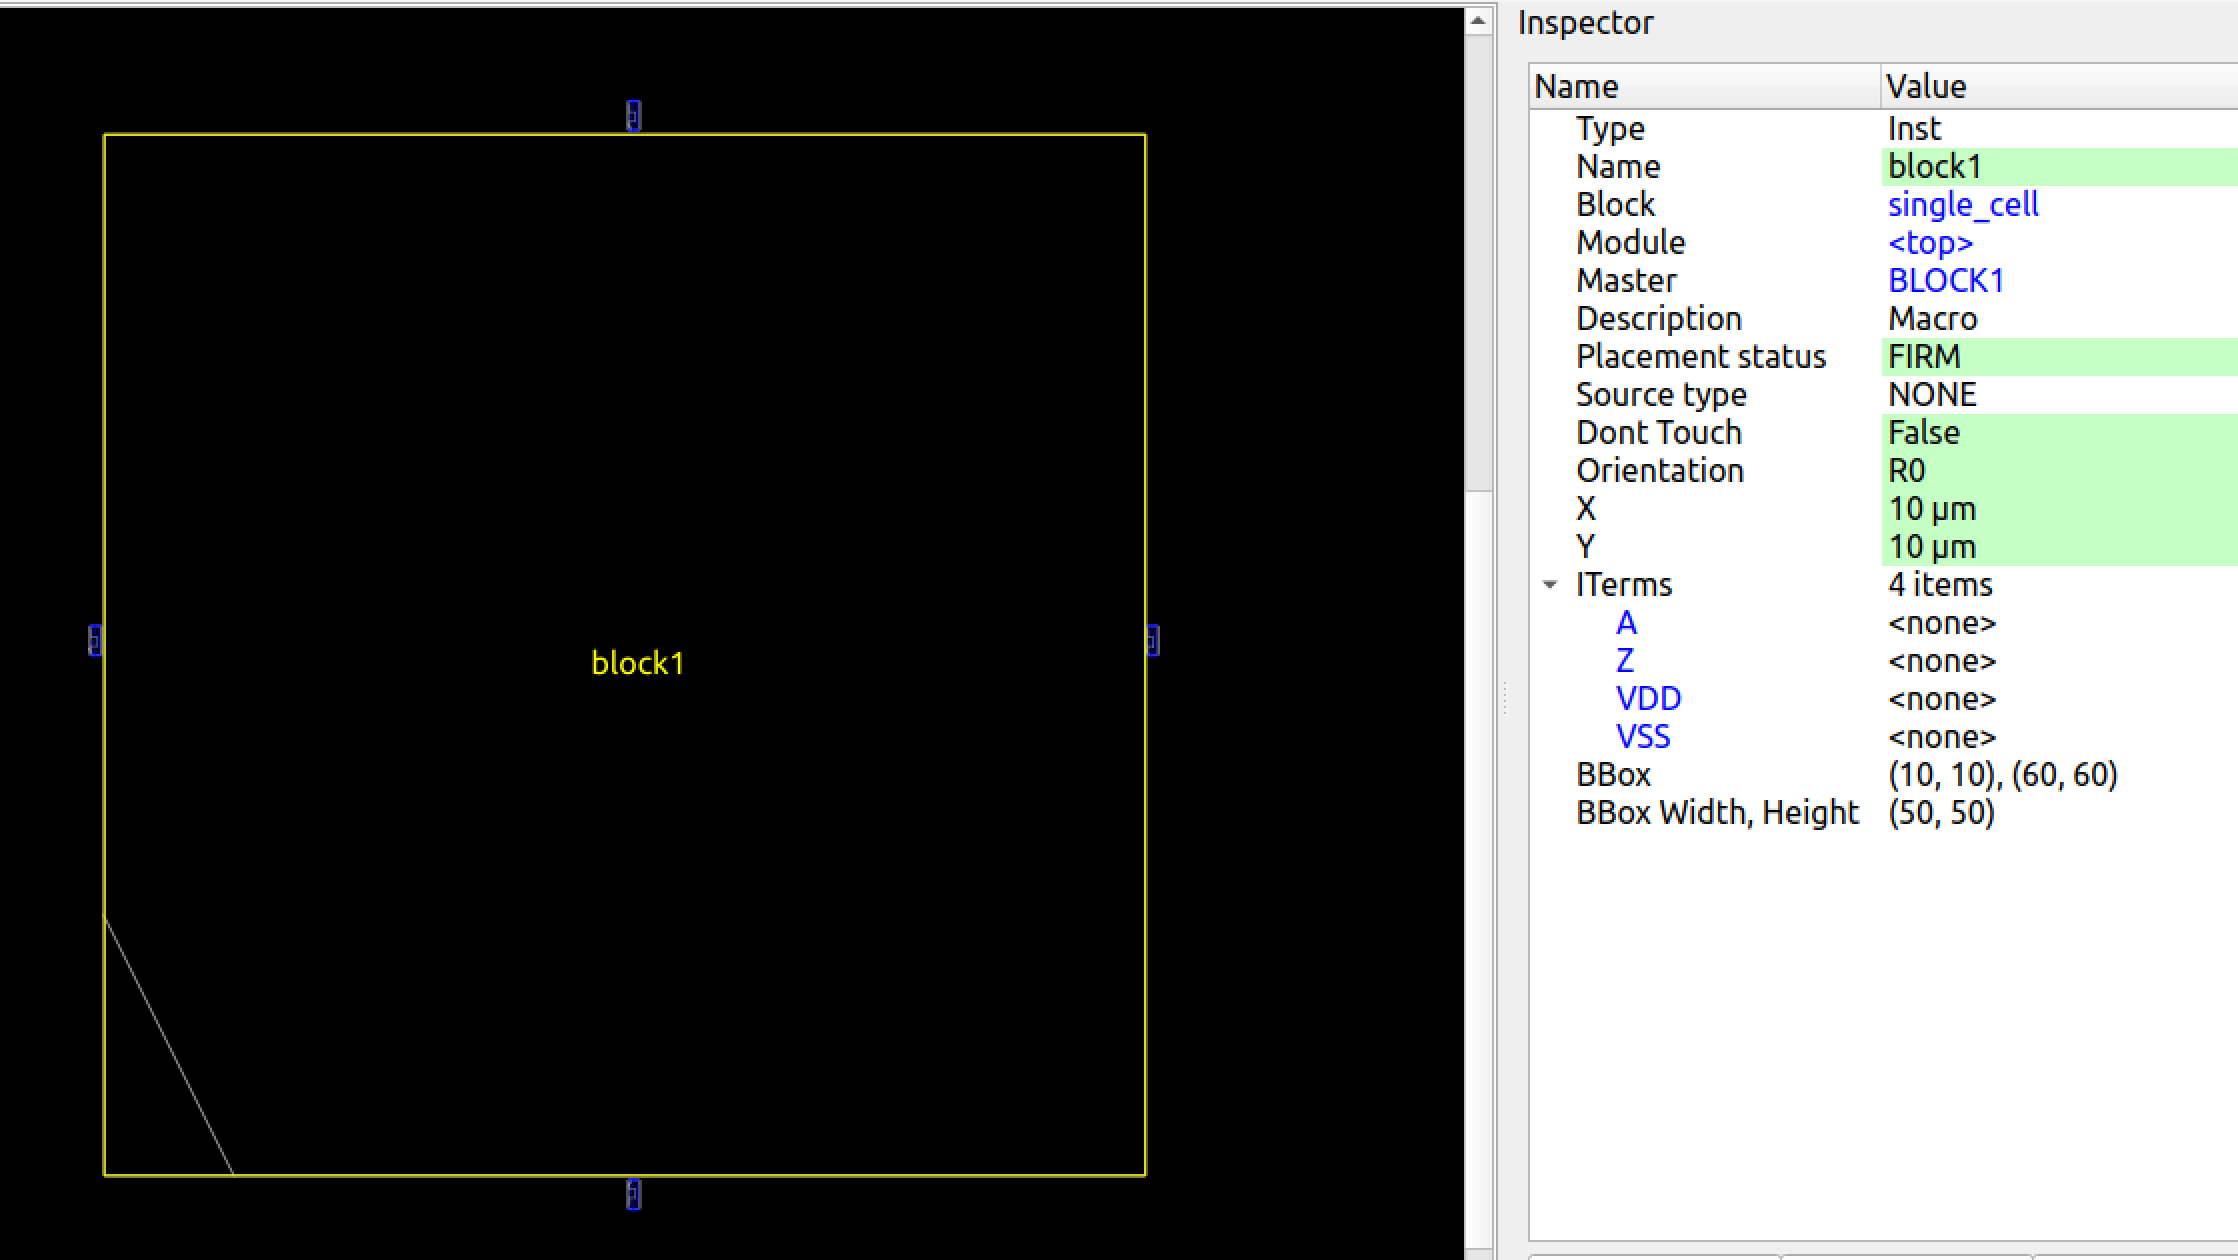 Inspector
Name Value
Type Inst
Name block1
Block single_cell
Module <top>
Master BLOCK1
Description Macro
Placement status FIRM
Source type NONE
Dont Touch False
Orientation R0
X 10 μm
Y 10 μm
ITerms 4 items
A <none>
Z <none>
VDD <none>
VSS <none>
BBox (10, 10), (60, 60)
BBox Width, Height (50, 50)
block1